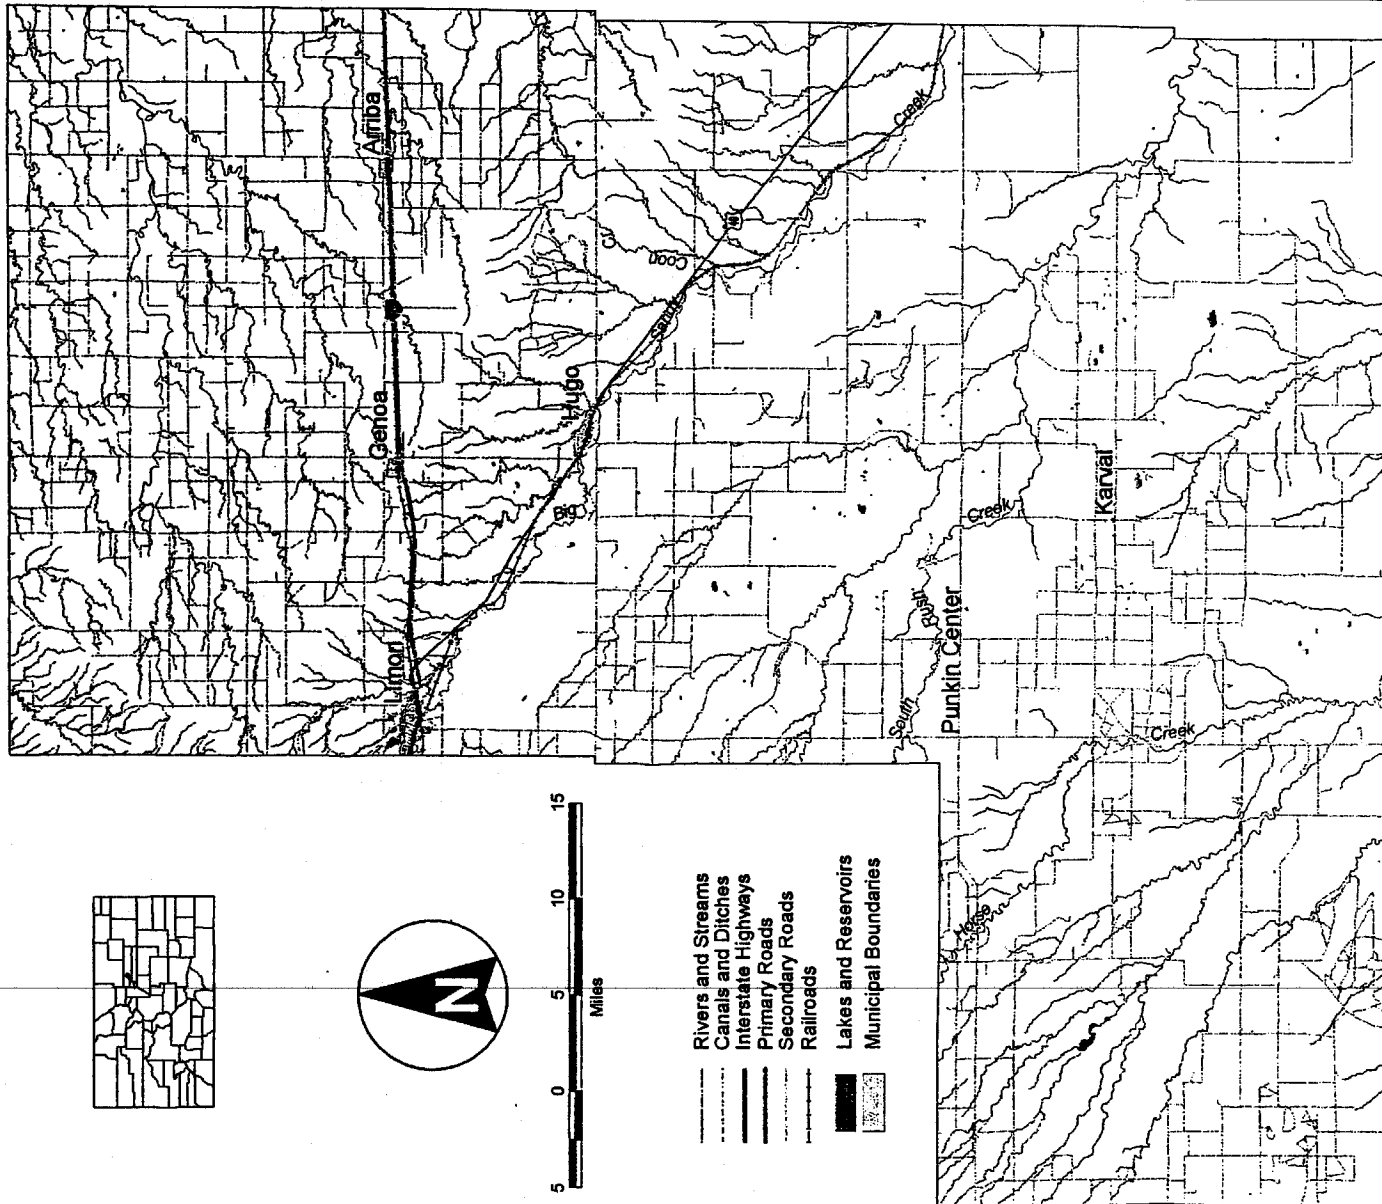 Arriba
Genoa
Limon
Hugo
Coon
Cr
Sandy
Creek
Big
Creek
Rush
South
Punkin Center
Karval
Creek
Horse
N
5 0 5 10 15
Miles
Rivers and Streams
Canals and Ditches
Interstate Highways
Primary Roads
Secondary Roads
Railroads
Lakes and Reservoirs
Municipal Boundaries